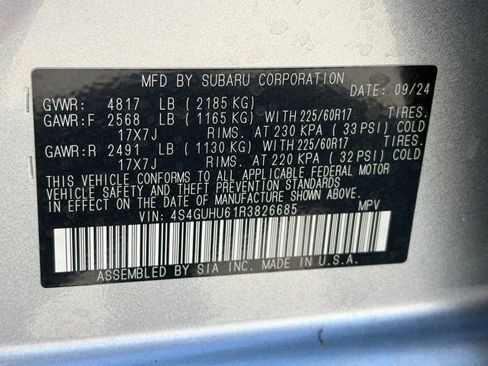 MFD BY SUBARU CORPORATION DATE: 09/24
GVWR: 4817 LB ( 2185 KG)
GAWR:F 2568 LB ( 1165 KG) WITH 225/60R17 TIRES.
17X7J RIMS. AT 230 KPA ( 33 PSI) COLD
GAWR:R 2491 LB ( 1130 KG) WITH 225/60R17 TIRES.
17X7J RIMS. AT 220 KPA ( 32 PSI) COLD
THIS VEHICLE CONFORMS TO ALL APPLICABLE FEDERAL MOTOR
VEHICLE SAFETY AND THEFT PREVENTION STANDARDS
IN EFFECT ON THE DATE OF MANUFACTURE SHOWN ABOVE.
VIN: 4S4GUHU61R3826685 MPV
ASSEMBLED BY SIA INC. MADE IN U.S.A.